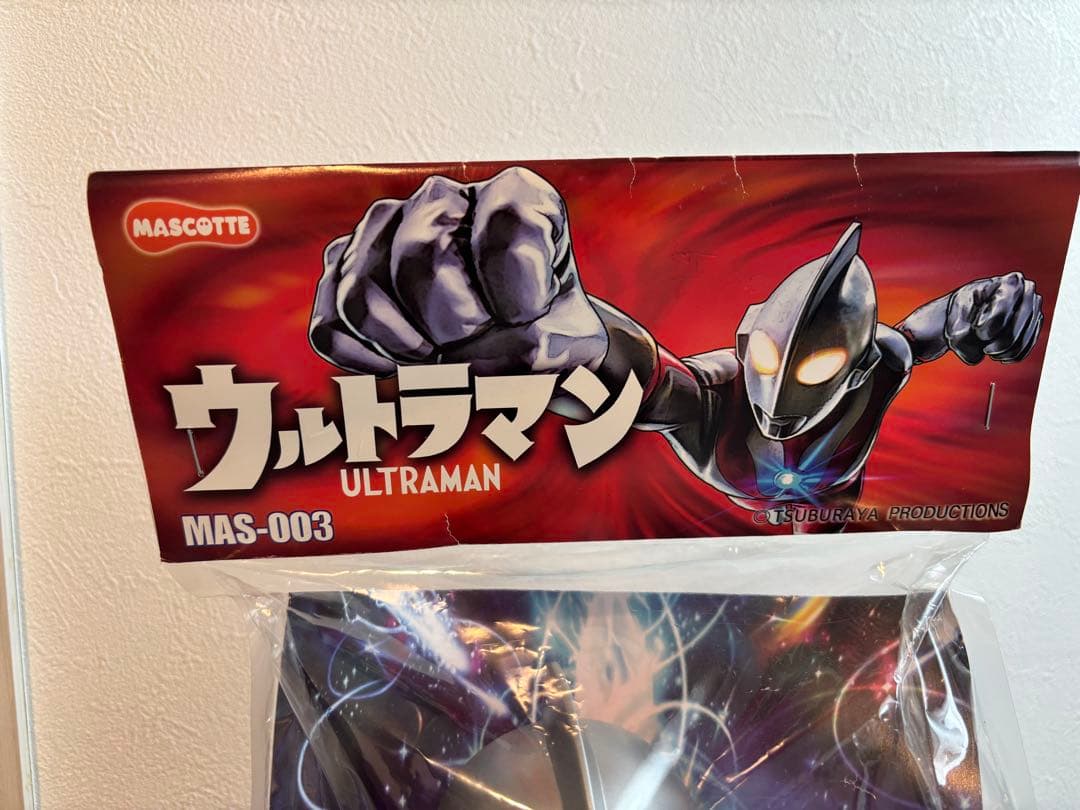 MASCOTTE
ウルトラマン
ULTRAMAN
MAS-003
©TSUBURAYA PRODUCTIONS